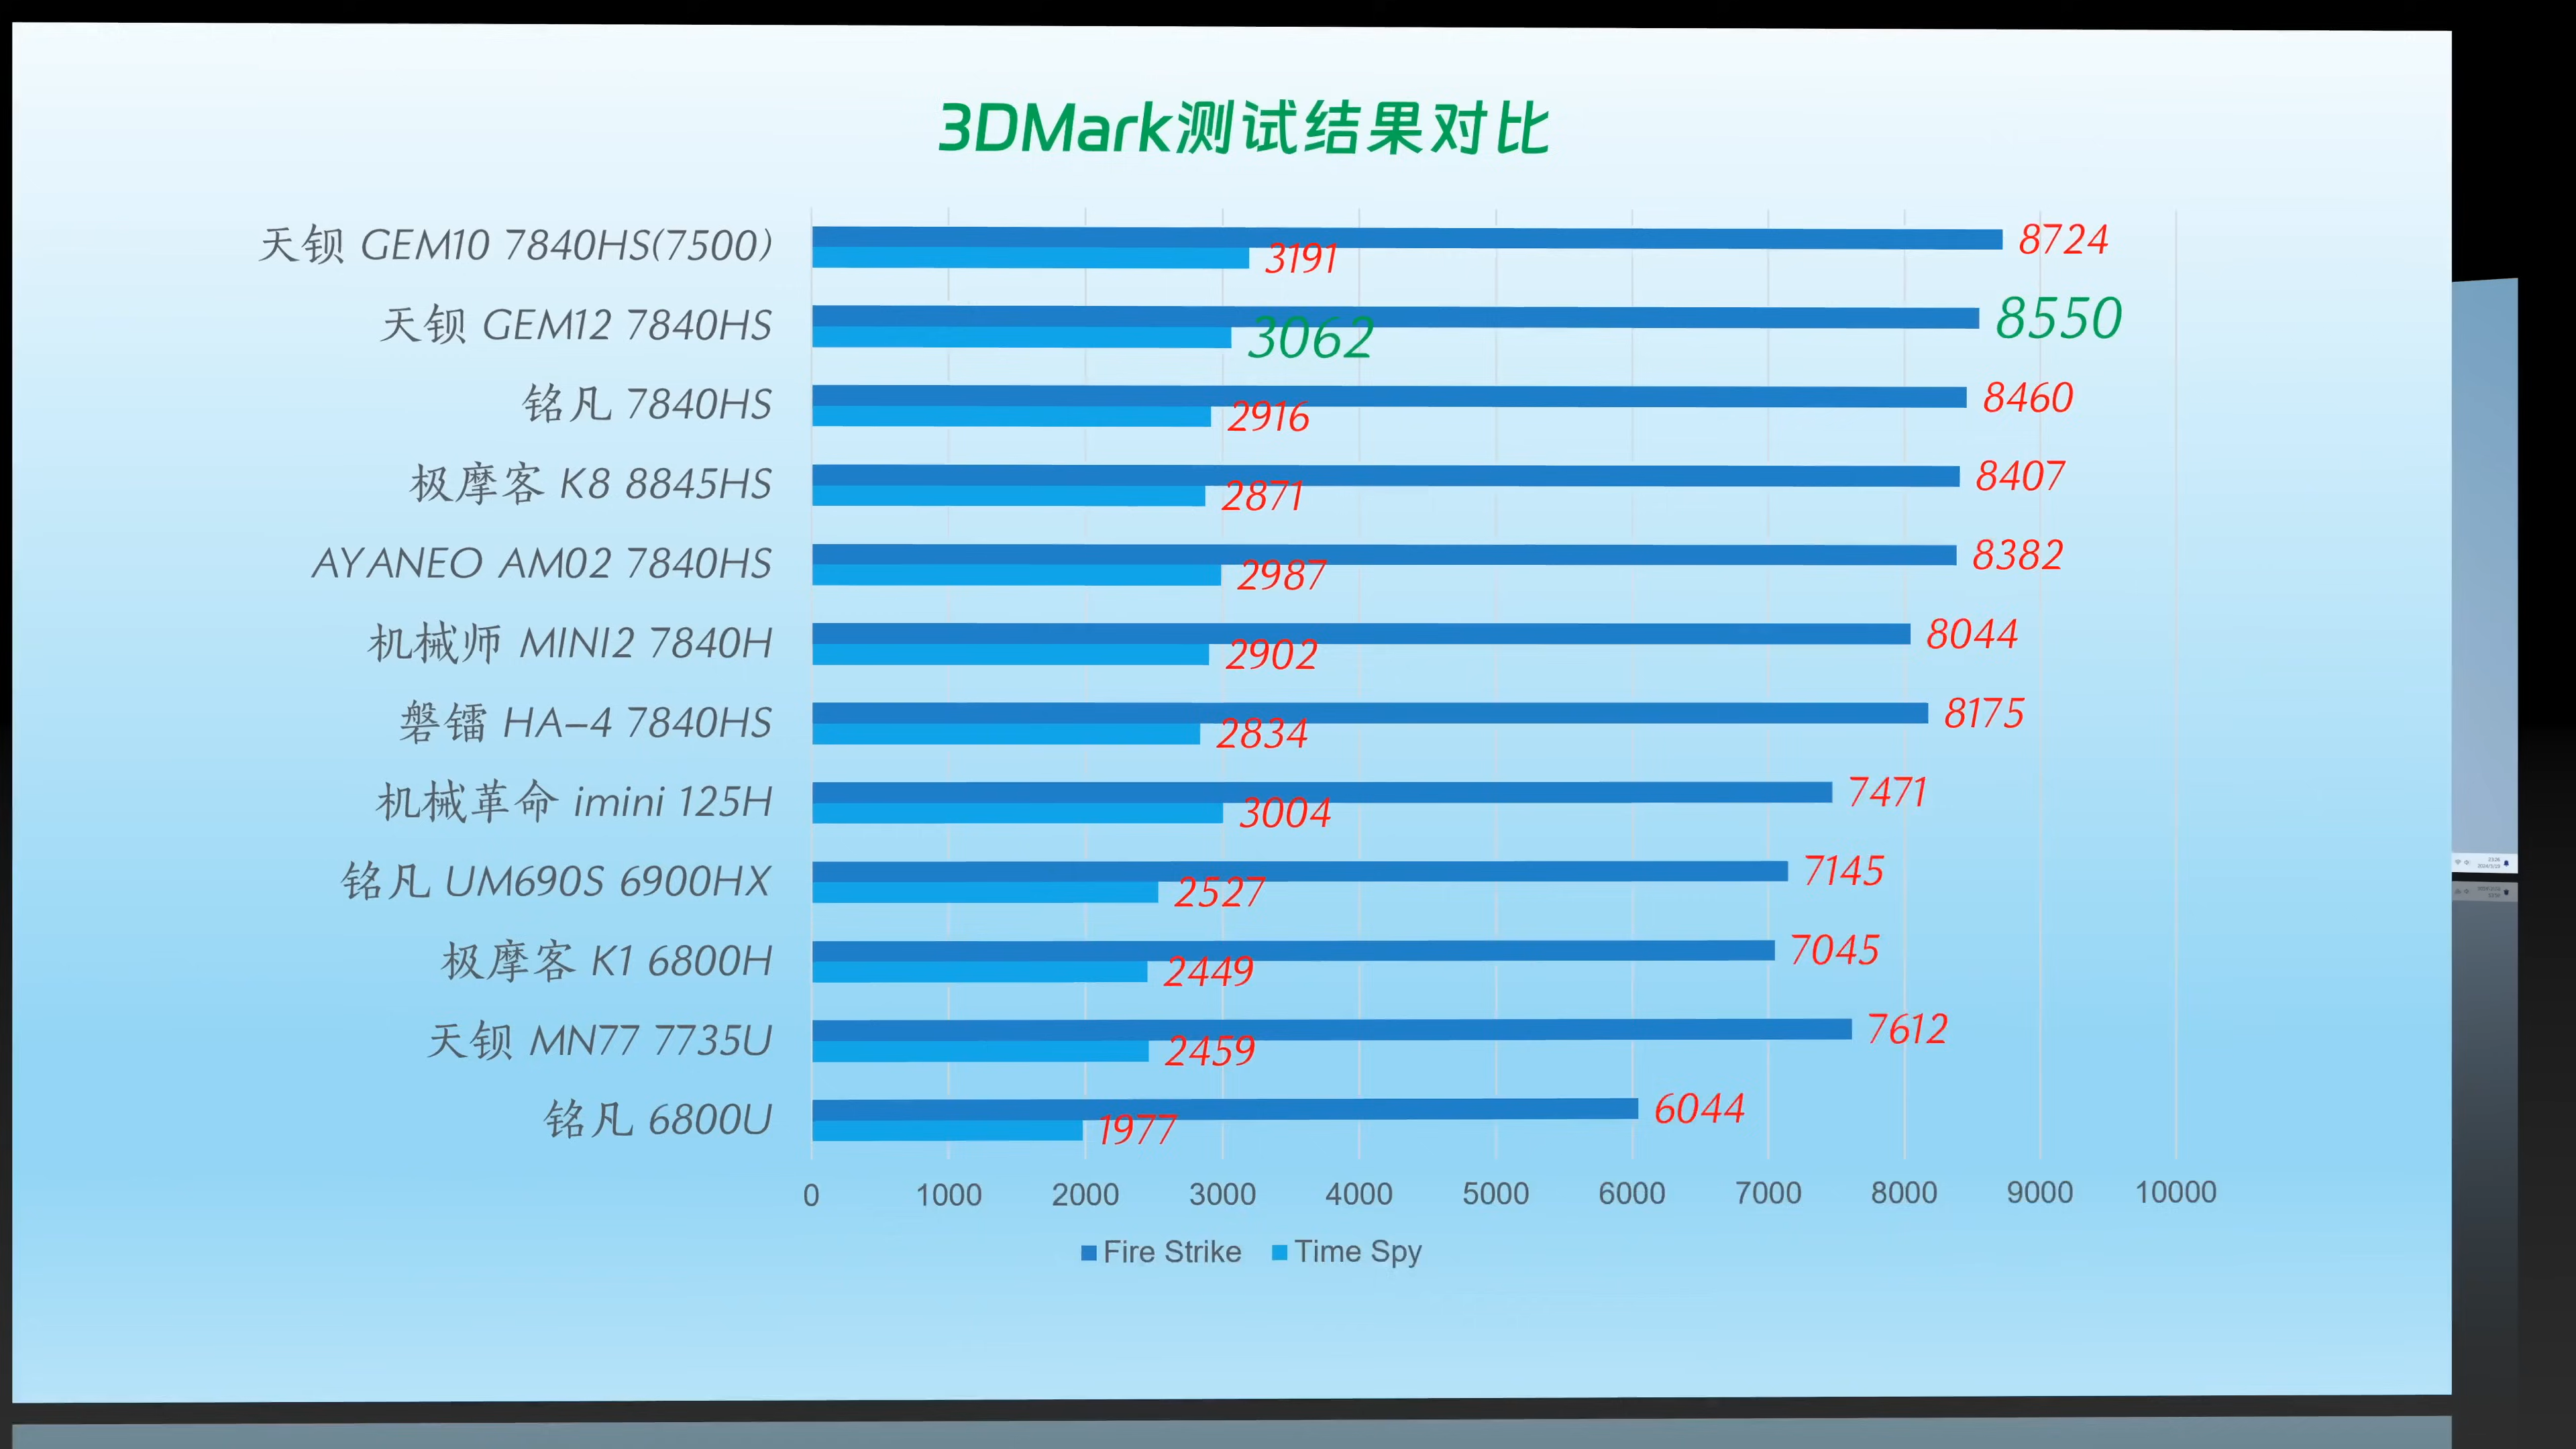 3DMark测试结果对比
天钡 GEM10 7840HS(7500)
8724
3191
天钡 GEM12 7840HS
8550
3062
铭凡 7840HS
8460
2916
极摩客 K8 8845HS
8407
2871
AYANEO AM02 7840HS
8382
2987
机械师 MINI2 7840H
8044
2902
磐镭 HA-4 7840HS
8175
2834
机械革命 imini 125H
7471
3004
铭凡 UM690S 6900HX
7145
2527
极摩客 K1 6800H
7045
2449
天钡 MN77 7735U
7612
2459
铭凡 6800U
6044
1977
0 1000 2000 3000 4000 5000 6000 7000 8000 9000 10000
Fire Strike Time Spy